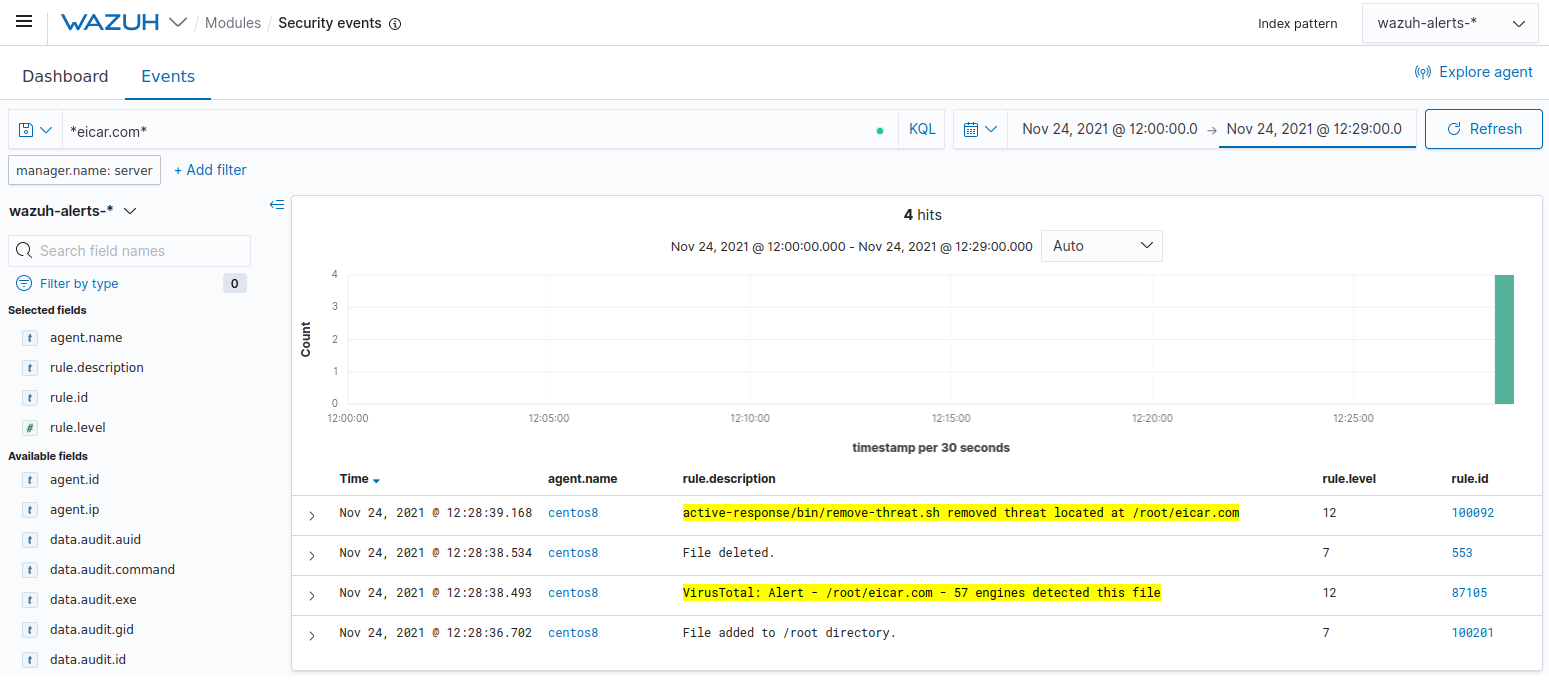 WAZUH / Modules / Security events
Index pattern
wazuh-alerts-*
Dashboard
Events
Explore agent
*eicar.com*
KQL
Nov 24, 2021 @ 12:00:00.0 → Nov 24, 2021 @ 12:29:00.0
Refresh
manager.name: server
+ Add filter
wazuh-alerts-*
Search field names
Filter by type 0
Selected fields
t agent.name
t rule.description
t rule.id
# rule.level
Available fields
t agent.id
t agent.ip
t data.audit.auid
t data.audit.command
t data.audit.exe
t data.audit.gid
t data.audit.id
4 hits
Nov 24, 2021 @ 12:00:00.000 - Nov 24, 2021 @ 12:29:00.000
Auto
Count
4
3
2
1
0
12:00:00 12:05:00 12:10:00 12:15:00 12:20:00 12:25:00
timestamp per 30 seconds
Time agent.name rule.description rule.level rule.id
Nov 24, 2021 @ 12:28:39.168 centos8 active-response/bin/remove-threat.sh removed threat located at /root/eicar.com 12 100092
Nov 24, 2021 @ 12:28:38.534 centos8 File deleted. 7 553
Nov 24, 2021 @ 12:28:38.493 centos8 VirusTotal: Alert - /root/eicar.com - 57 engines detected this file 12 87105
Nov 24, 2021 @ 12:28:36.702 centos8 File added to /root directory. 7 100201